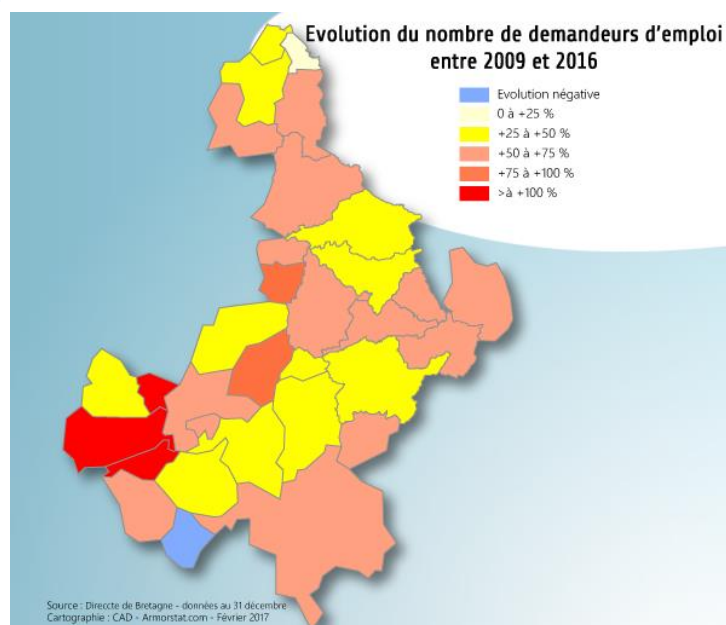 Evolution du nombre de demandeurs d'emploi
entre 2009 et 2016
Evolution négative
0 à +25 %
+25 à +50 %
+50 à +75 %
+75 à +100 %
>à +100 %
Source : Direccte de Bretagne - données au 31 décembre
Cartographie : CAD - Armorstat.com - Février 2017